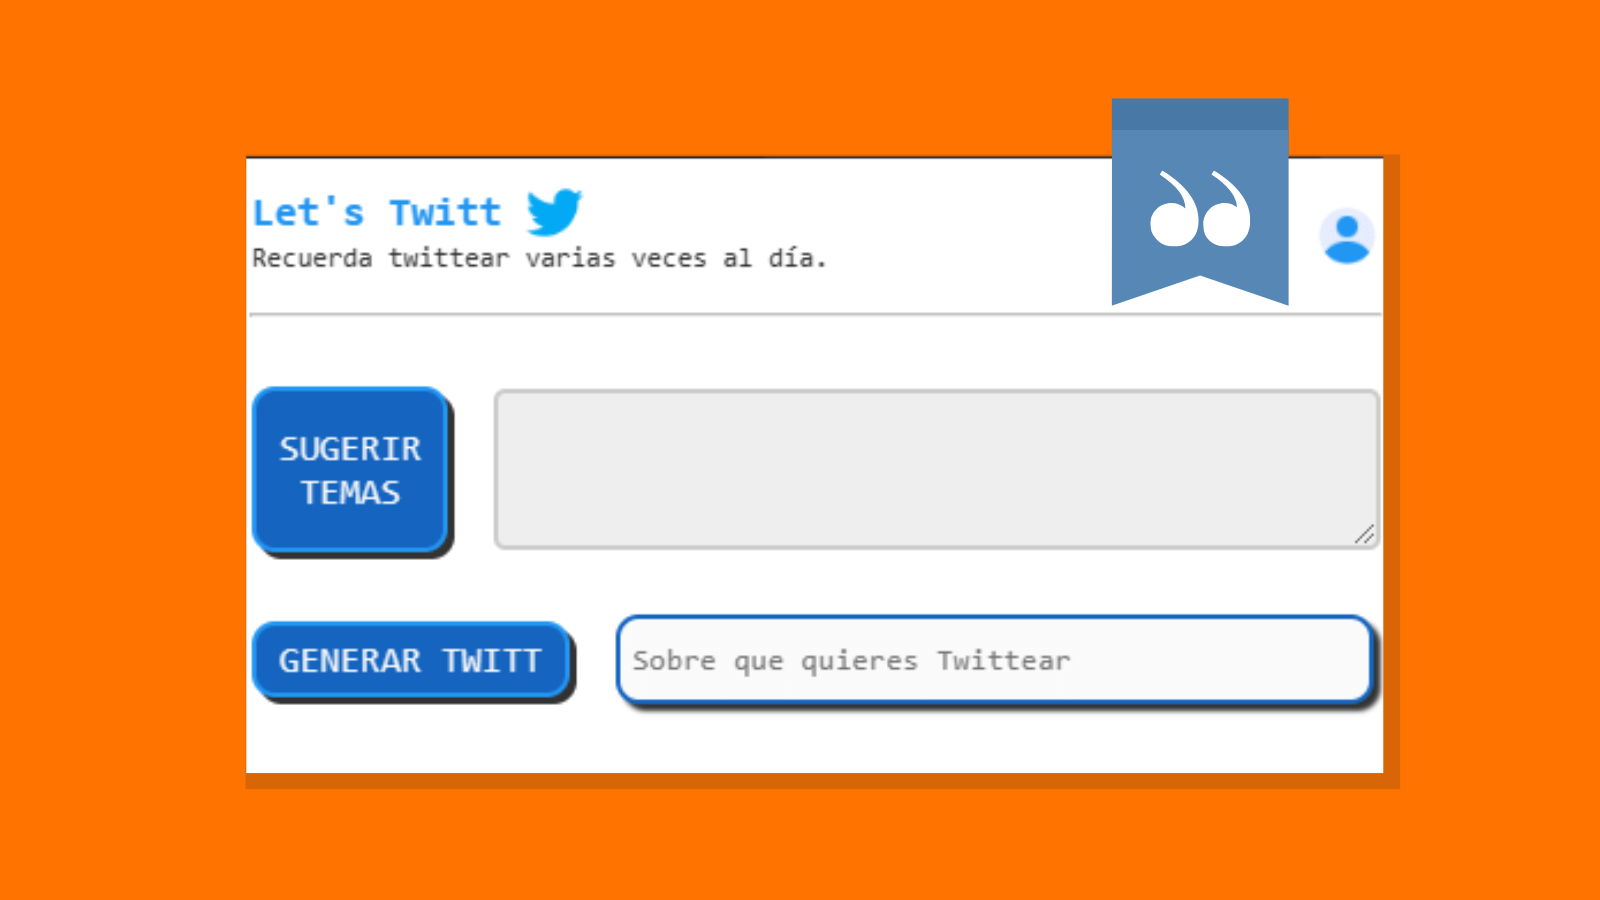 Let's Twitt
Recuerda twittear varias veces al día.
SUGERIR
TEMAS
GENERAR TWITT
Sobre que quieres Twittear